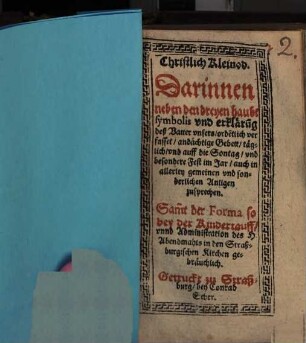 2.
Christlich Kleinod.
Darinnen
neben den dreyen haubt
symbolis vnd erklärũg
deß Vatter vnsers/ ordẽtlich ver
fasset/ andächtige Gebett/ täg-
lich/ vnd auff die Sontag/ vnd
besondere Fest im Jar/ auch in
allerley gemeinen vnd son-
derlichen Anligen
zusprechen.
Sam̃t der Forma so
bey der Kindertauff/
vnnd Administration des H
Abendmahls in den Straß-
burgischen Kirchen ge-
bräuchlich.
Getruckt zu Straß-
burg/ bey Conrad
Scher.